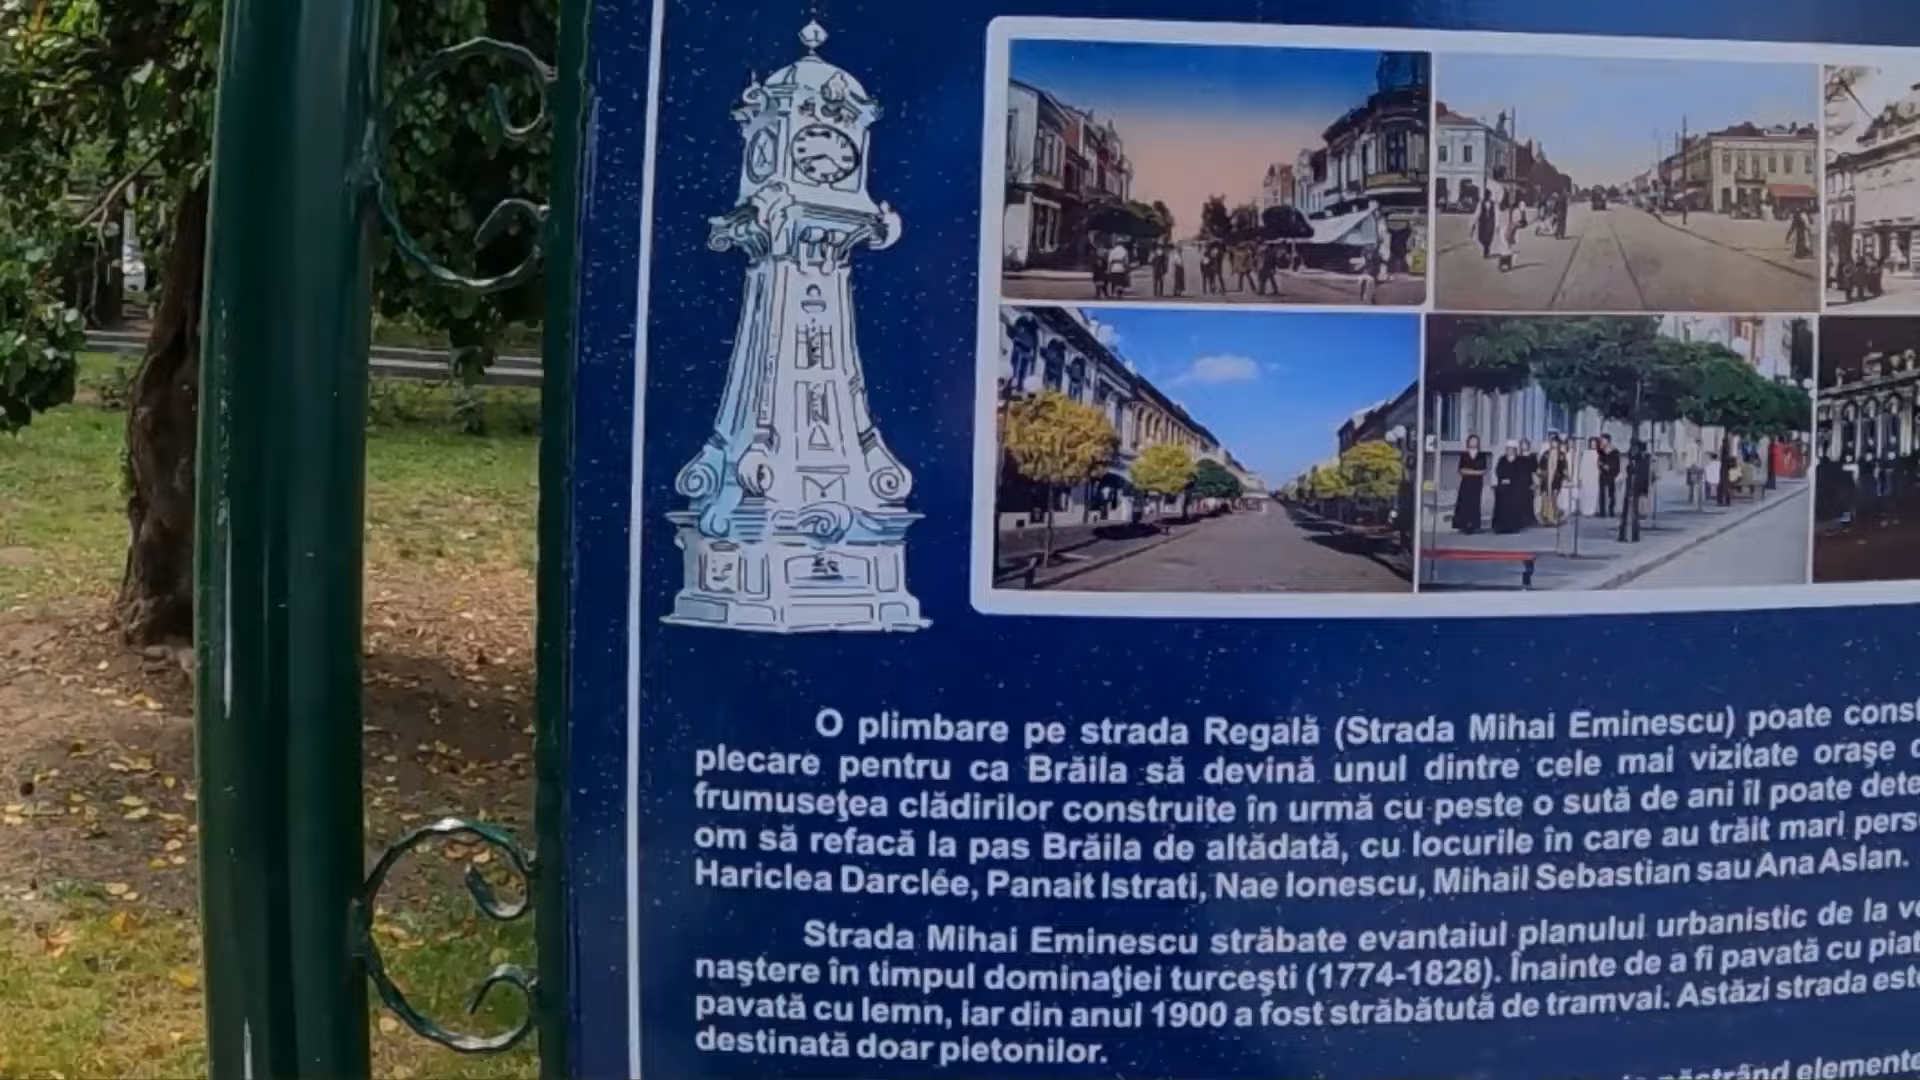 O plimbare pe strada Regală (Strada Mihai Eminescu) poate
plecare pentru ca Brăila să devină unul dintre cele mai vizitate oraşe
frumuseţea clădirilor construite în urmă cu peste o sută de ani îl poate
om să refacă la pas Brăila de altădată, cu locurile în care au trăit mari
Hariclea Darclée, Panait Istrati, Nae Ionescu, Mihail Sebastian sau Ana Aslan.
Strada Mihai Eminescu străbate evantaiul planului urbanistic de la
naştere în timpul dominaţiei turceşti (1774-1828). Înainte de a fi pavată cu
pavată cu lemn, iar din anul 1900 a fost străbătută de tramvai. Astăzi strada
destinată doar pietonilor.